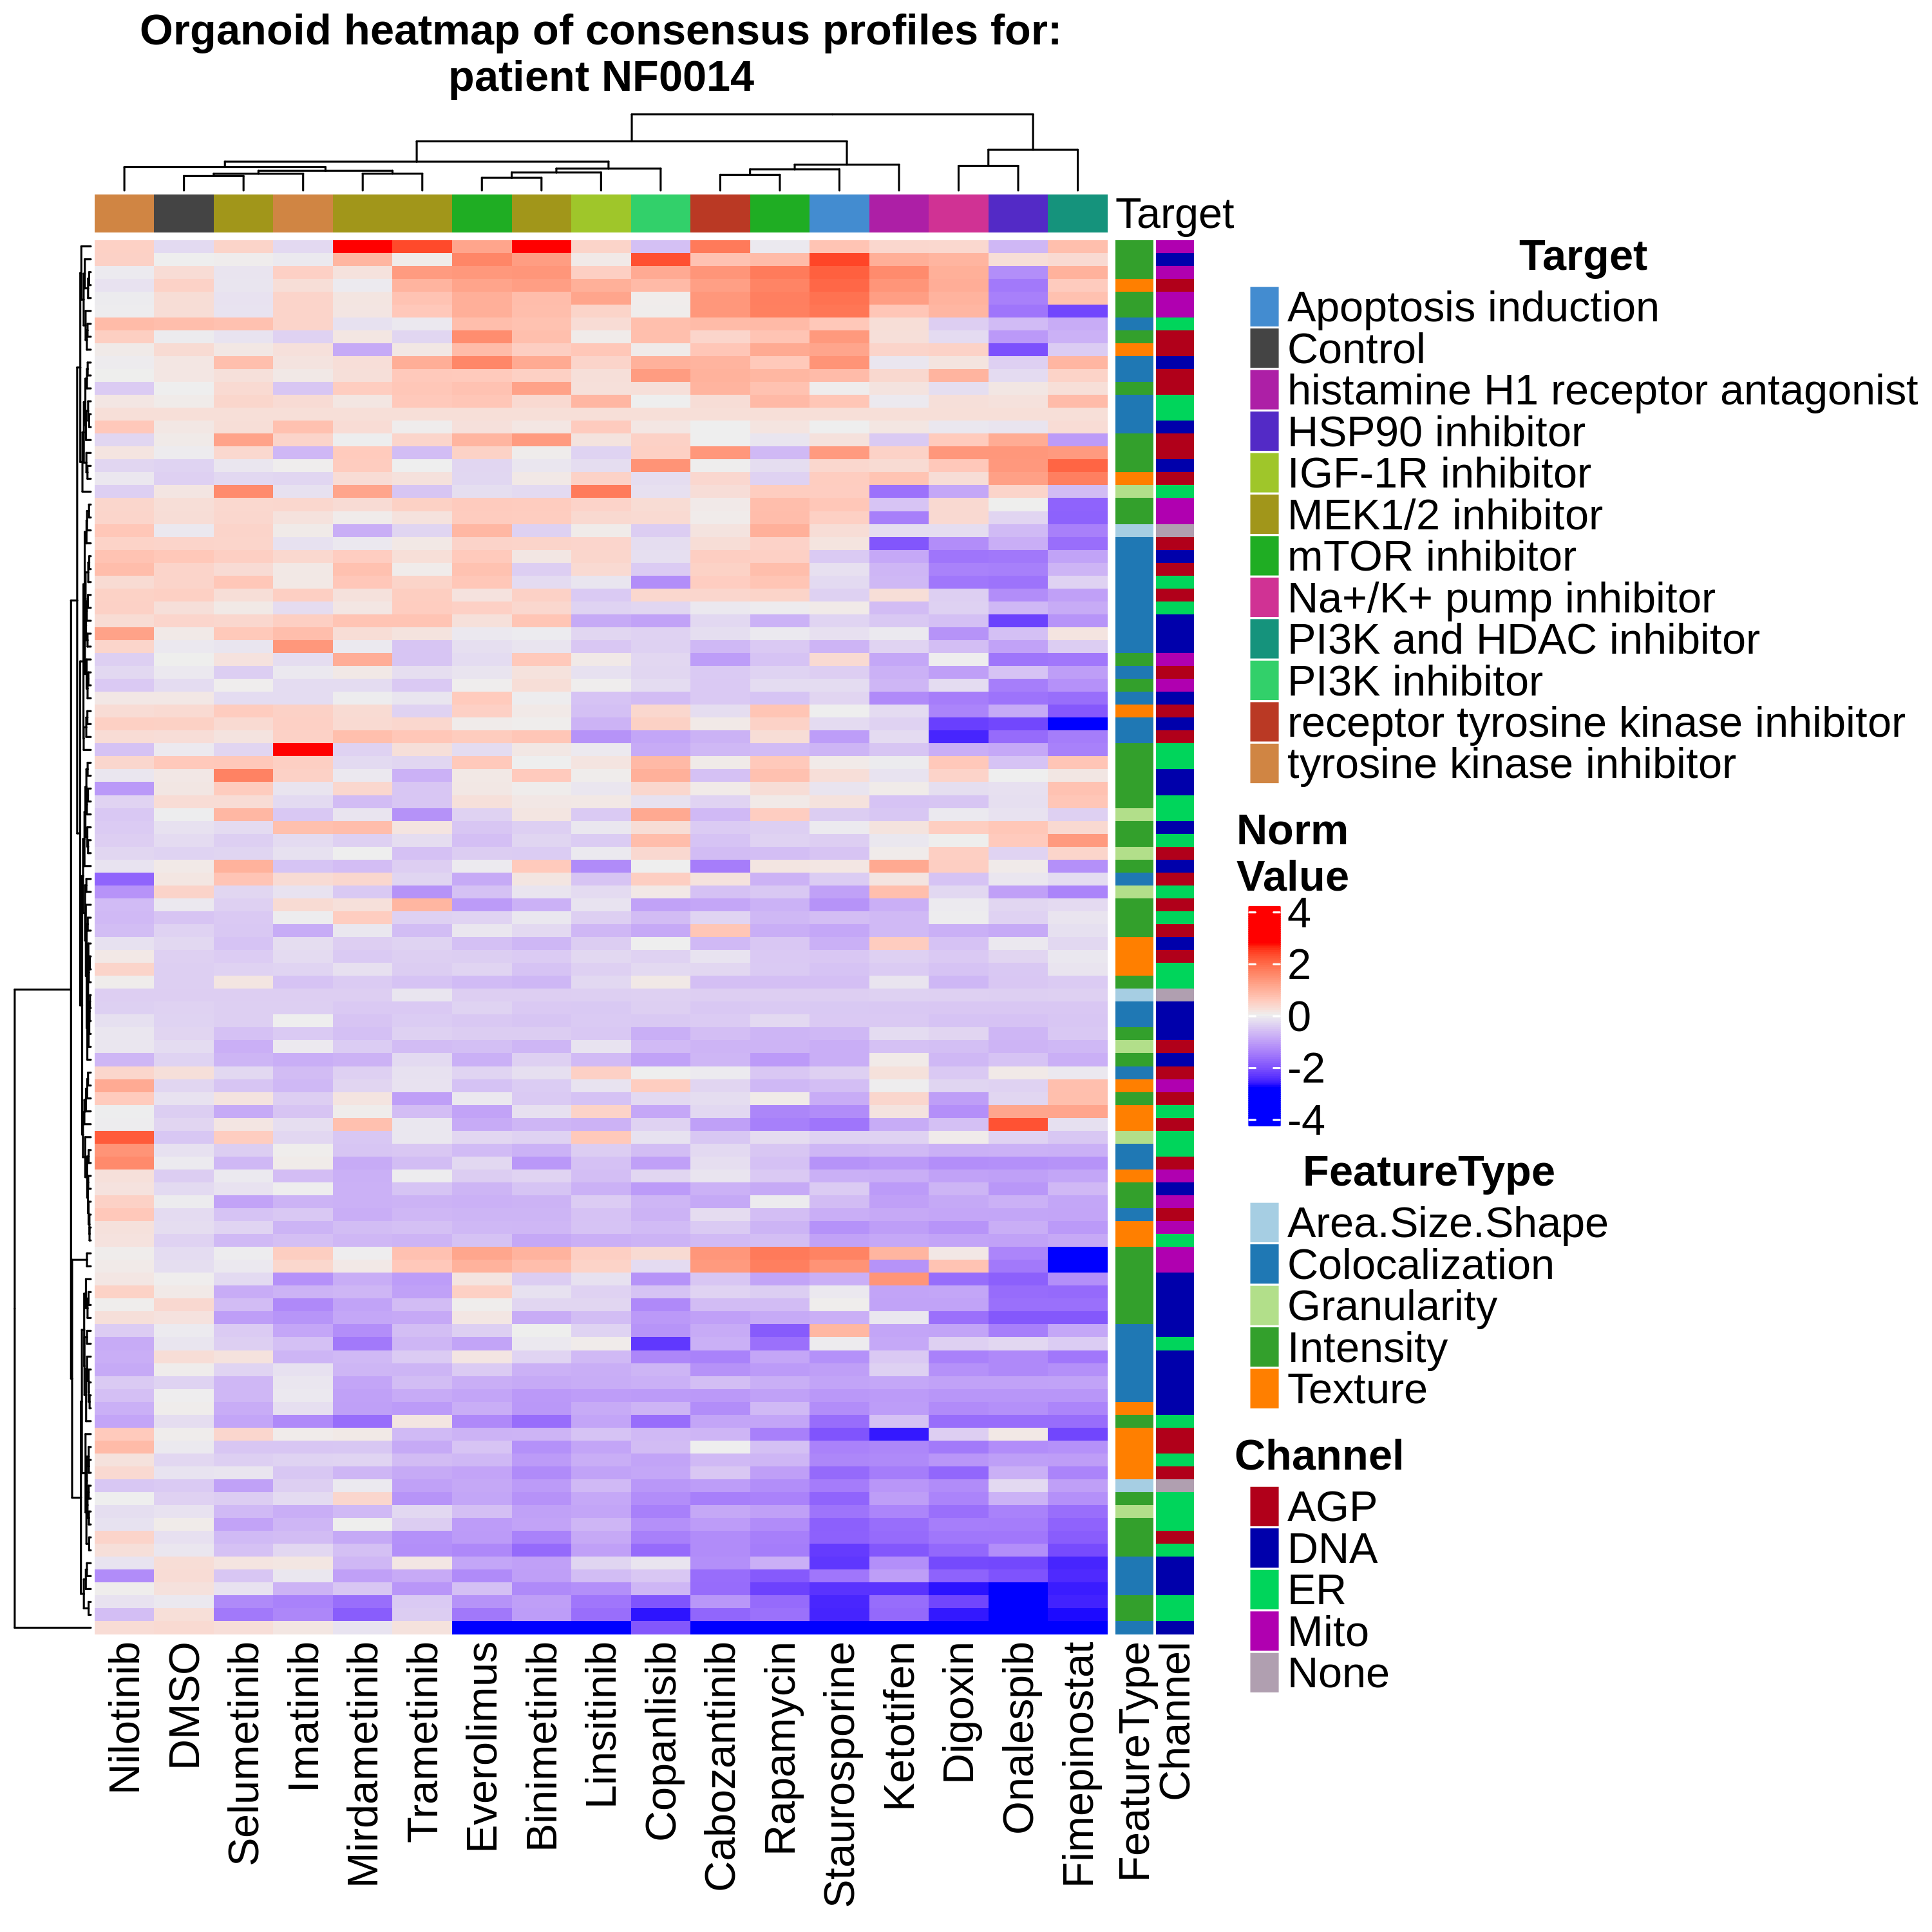 Organoid heatmap of consensus profiles for:
patient NF0014
Target
Target
Apoptosis induction
Control
histamine H1 receptor antagonist
HSP90 inhibitor
IGF-1R inhibitor
MEK1/2 inhibitor
mTOR inhibitor
Na+/K+ pump inhibitor
PI3K and HDAC inhibitor
PI3K inhibitor
receptor tyrosine kinase inhibitor
tyrosine kinase inhibitor
Norm
Value
4
2
0
-2
-4
FeatureType
Area.Size.Shape
Colocalization
Granularity
Intensity
Texture
Channel
AGP
DNA
ER
Mito
None
Nilotinib
DMSO
Selumetinib
Imatinib
Mirdametinib
Trametinib
Everolimus
Binimetinib
Linsitinib
Copanlisib
Cabozantinib
Rapamycin
Staurosporine
Ketotifen
Digoxin
Onalespib
Fimepinostat
FeatureType
Channel